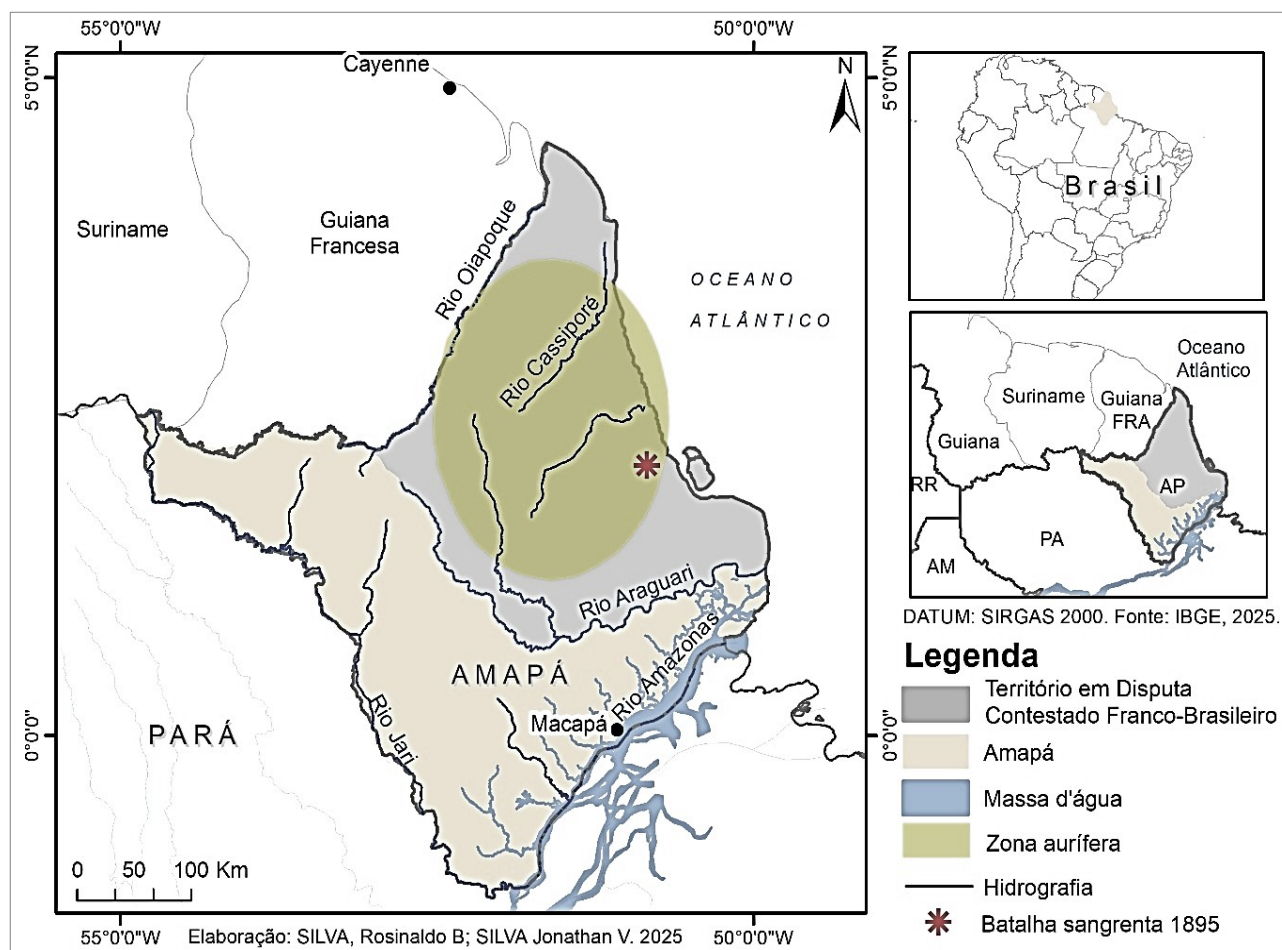 55°0'0"W
50°0'0"W
5°0'0"N
5°0'0"N
Cayenne
N
Suriname
Guiana
Francesa
Rio Oiapoque
Rio Cassiporé
OCEANO
ATLÂNTICO
Rio Araguari
AMAPÁ
Rio Amazonas
Macapá
Rio Jari
PARÁ
0°0'0"
0°0'0"
0 50 100 Km
55°0'0"W
Elaboração: SILVA, Rosinaldo B; SILVA Jonathan V. 2025
50°0'0"W
Brasil
Oceano
Atlântico
Suriname
Guiana
FRA
Guiana
RR
AP
PA
AM
DATUM: SIRGAS 2000. Fonte: IBGE, 2025.
Legenda
Território em Disputa
Contestado Franco-Brasileiro
Amapá
Massa d'água
Zona aurífera
Hidrografia
Batalha sangrenta 1895